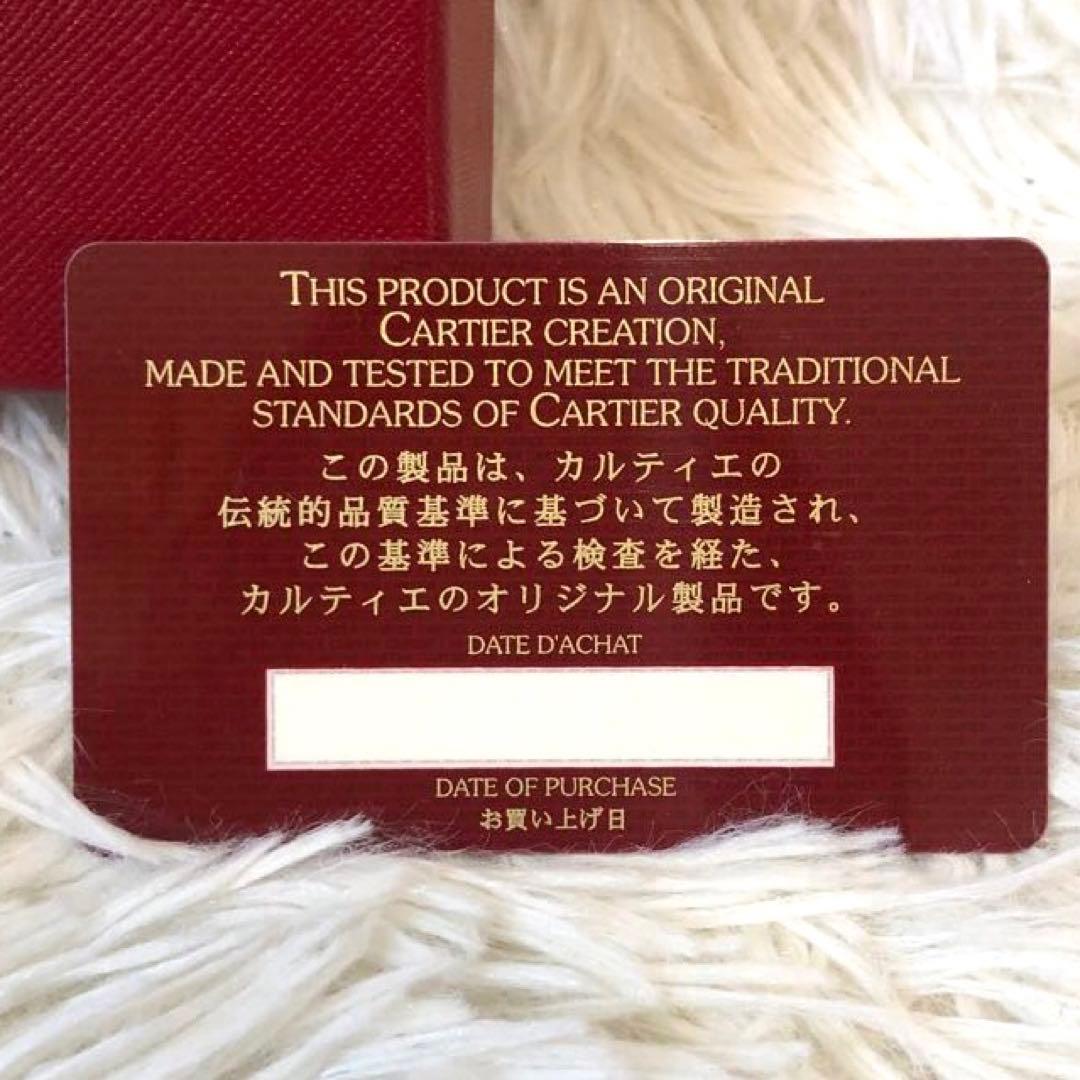 THIS PRODUCT IS AN ORIGINAL
CARTIER CREATION,
MADE AND TESTED TO MEET THE TRADITIONAL
STANDARDS OF CARTIER QUALITY.
この製品は、カルティエの
伝統的品質基準に基づいて製造され、
この基準による検査を経た、
カルティエのオリジナル製品です。
DATE D'ACHAT
DATE OF PURCHASE
お買い上げ日